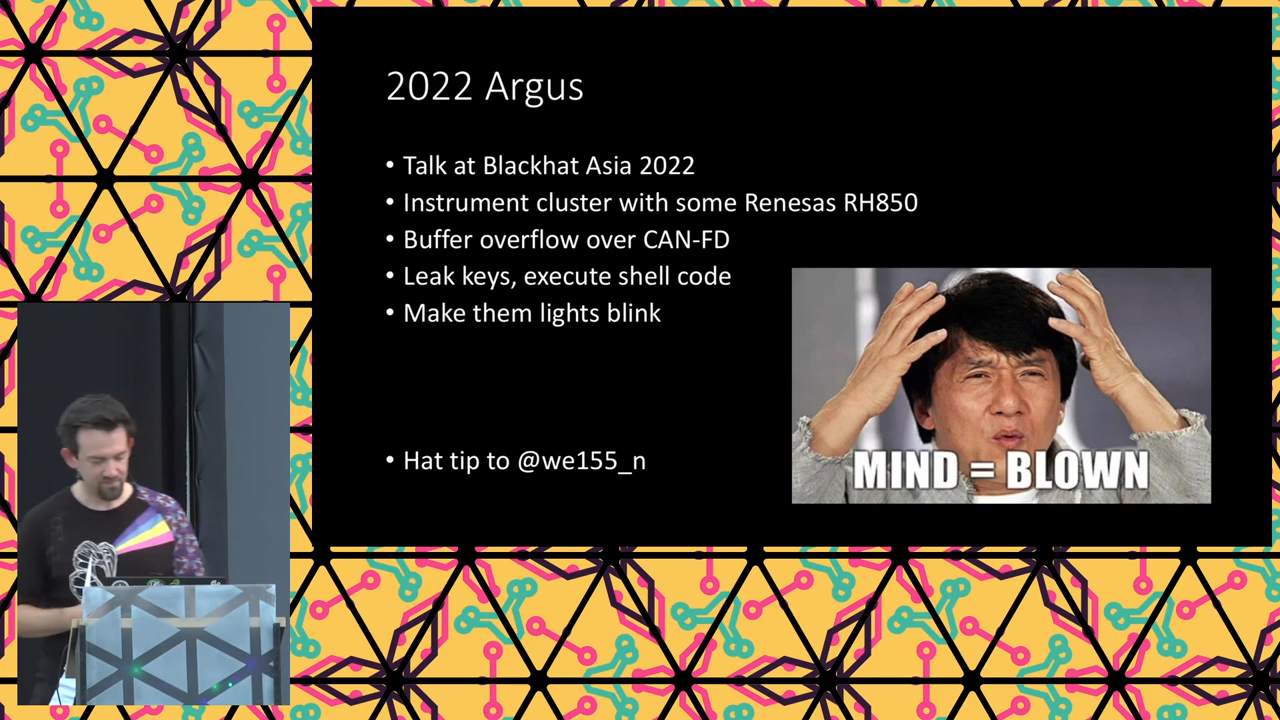 2022 Argus
• Talk at Blackhat Asia 2022
• Instrument cluster with some Renesas RH850
• Buffer overflow over CAN-FD
• Leak keys, execute shell code
• Make them lights blink
• Hat tip to @we155_n
MIND = BLOWN